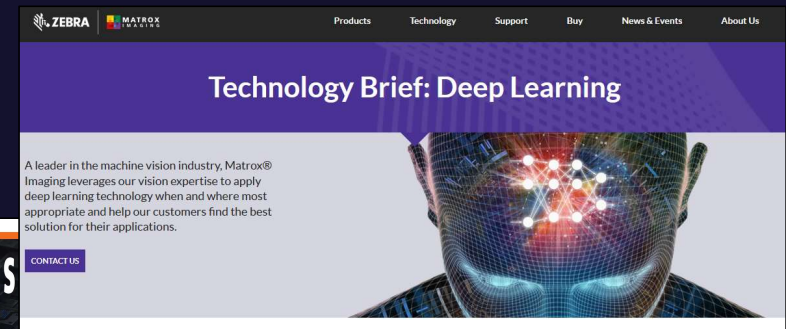 ZEBRA MATROX IMAGING Products Technology Support Buy News & Events About Us
Technology Brief: Deep Learning
A leader in the machine vision industry, Matrox®
Imaging leverages our vision expertise to apply
deep learning technology when and where most
appropriate and help our customers find the best
solution for their applications.
CONTACT US
S